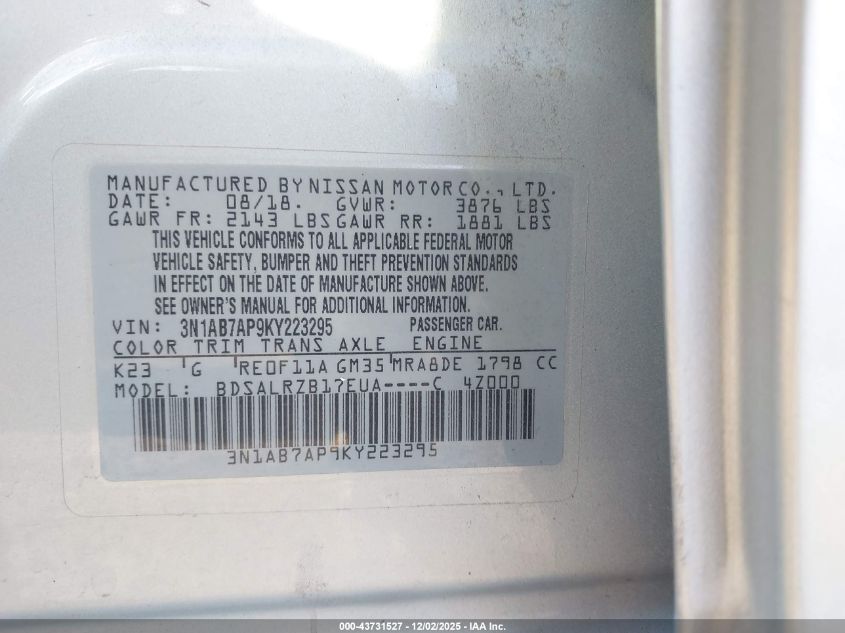 MANUFACTURED BY NISSAN MOTOR CO., LTD.
DATE: 08/18. GVWR: 3876 LBS
GAWR FR: 2143 LBS GAWR RR: 1881 LBS
THIS VEHICLE CONFORMS TO ALL APPLICABLE FEDERAL MOTOR
VEHICLE SAFETY, BUMPER AND THEFT PREVENTION STANDARDS
IN EFFECT ON THE DATE OF MANUFACTURE SHOWN ABOVE.
SEE OWNER'S MANUAL FOR ADDITIONAL INFORMATION.
VIN: 3N1AB7AP9KY223295 PASSENGER CAR.
COLOR TRIM TRANS AXLE ENGINE
K23 G RE0F11A GM35 MRA8DE 1798 CC
MODEL: BDSALRZB17EUA----C 4Z000
3N1AB7AP9KY223295
000-43731527 - 12/02/2025 - IAA Inc.